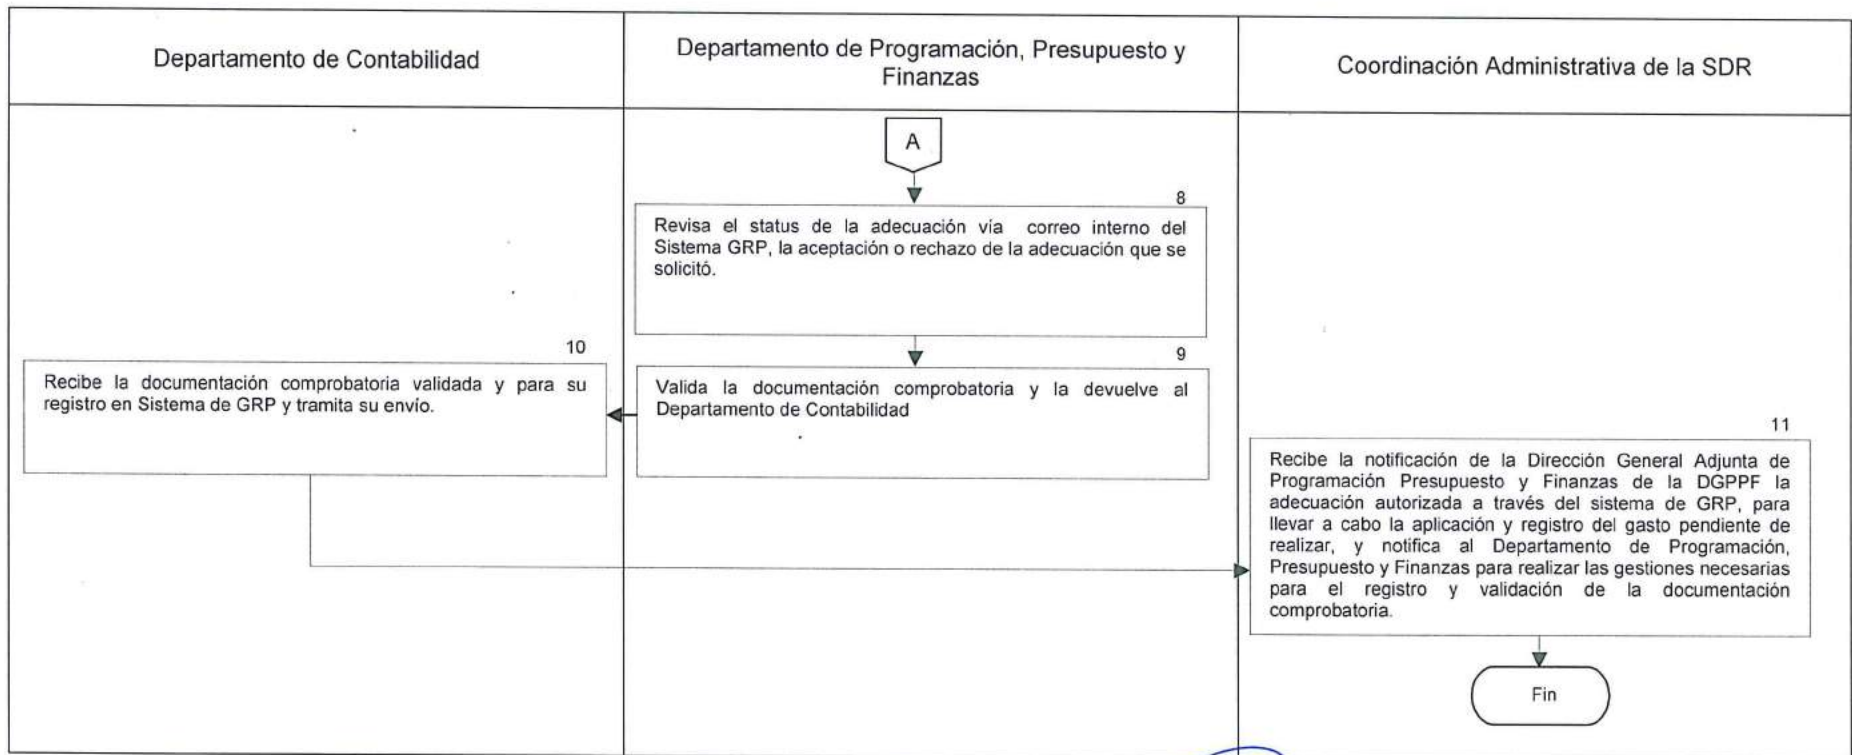 Departamento de Contabilidad
Departamento de Programación, Presupuesto y
Finanzas
Coordinación Administrativa de la SDR
A
8
Revisa el status de la adecuación vía correo interno del
Sistema GRP, la aceptación o rechazo de la adecuación que se
solicitó.
9
Valida la documentación comprobatoria y la devuelve al
Departamento de Contabilidad
10
Recibe la documentación comprobatoria validada y para su
registro en Sistema de GRP y tramita su envío.
11
Recibe la notificación de la Dirección General Adjunta de
Programación Presupuesto y Finanzas de la DGPPF la
adecuación autorizada a través del sistema de GRP, para
llevar a cabo la aplicación y registro del gasto pendiente de
realizar, y notifica al Departamento de Programación,
Presupuesto y Finanzas para realizar las gestiones necesarias
para el registro y validación de la documentación
comprobatoria.
Fin